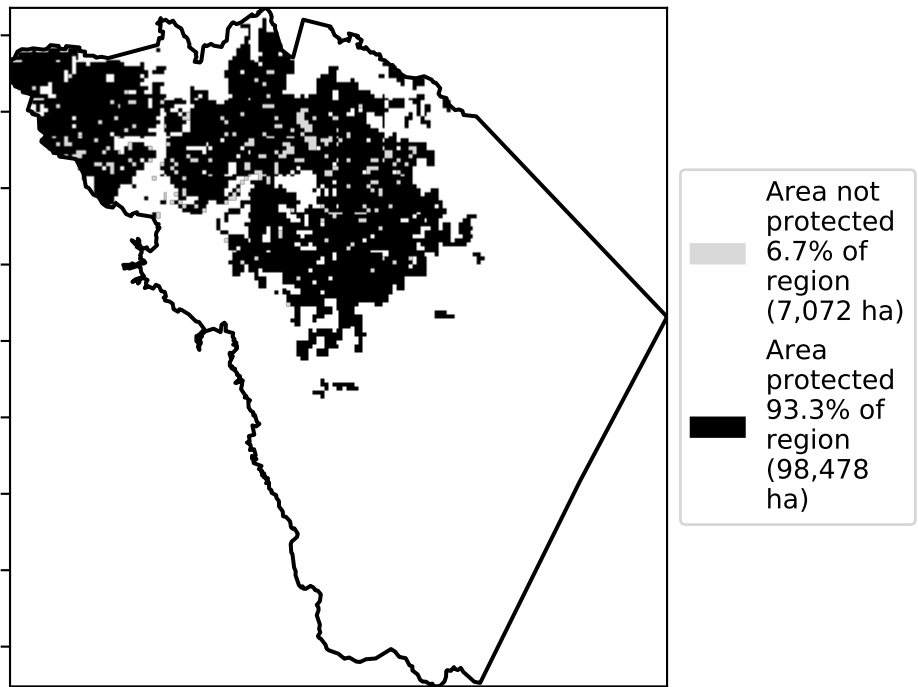 Area not
protected
6.7% of
region
(7,072 ha)
Area
protected
93.3% of
region
(98,478
ha)